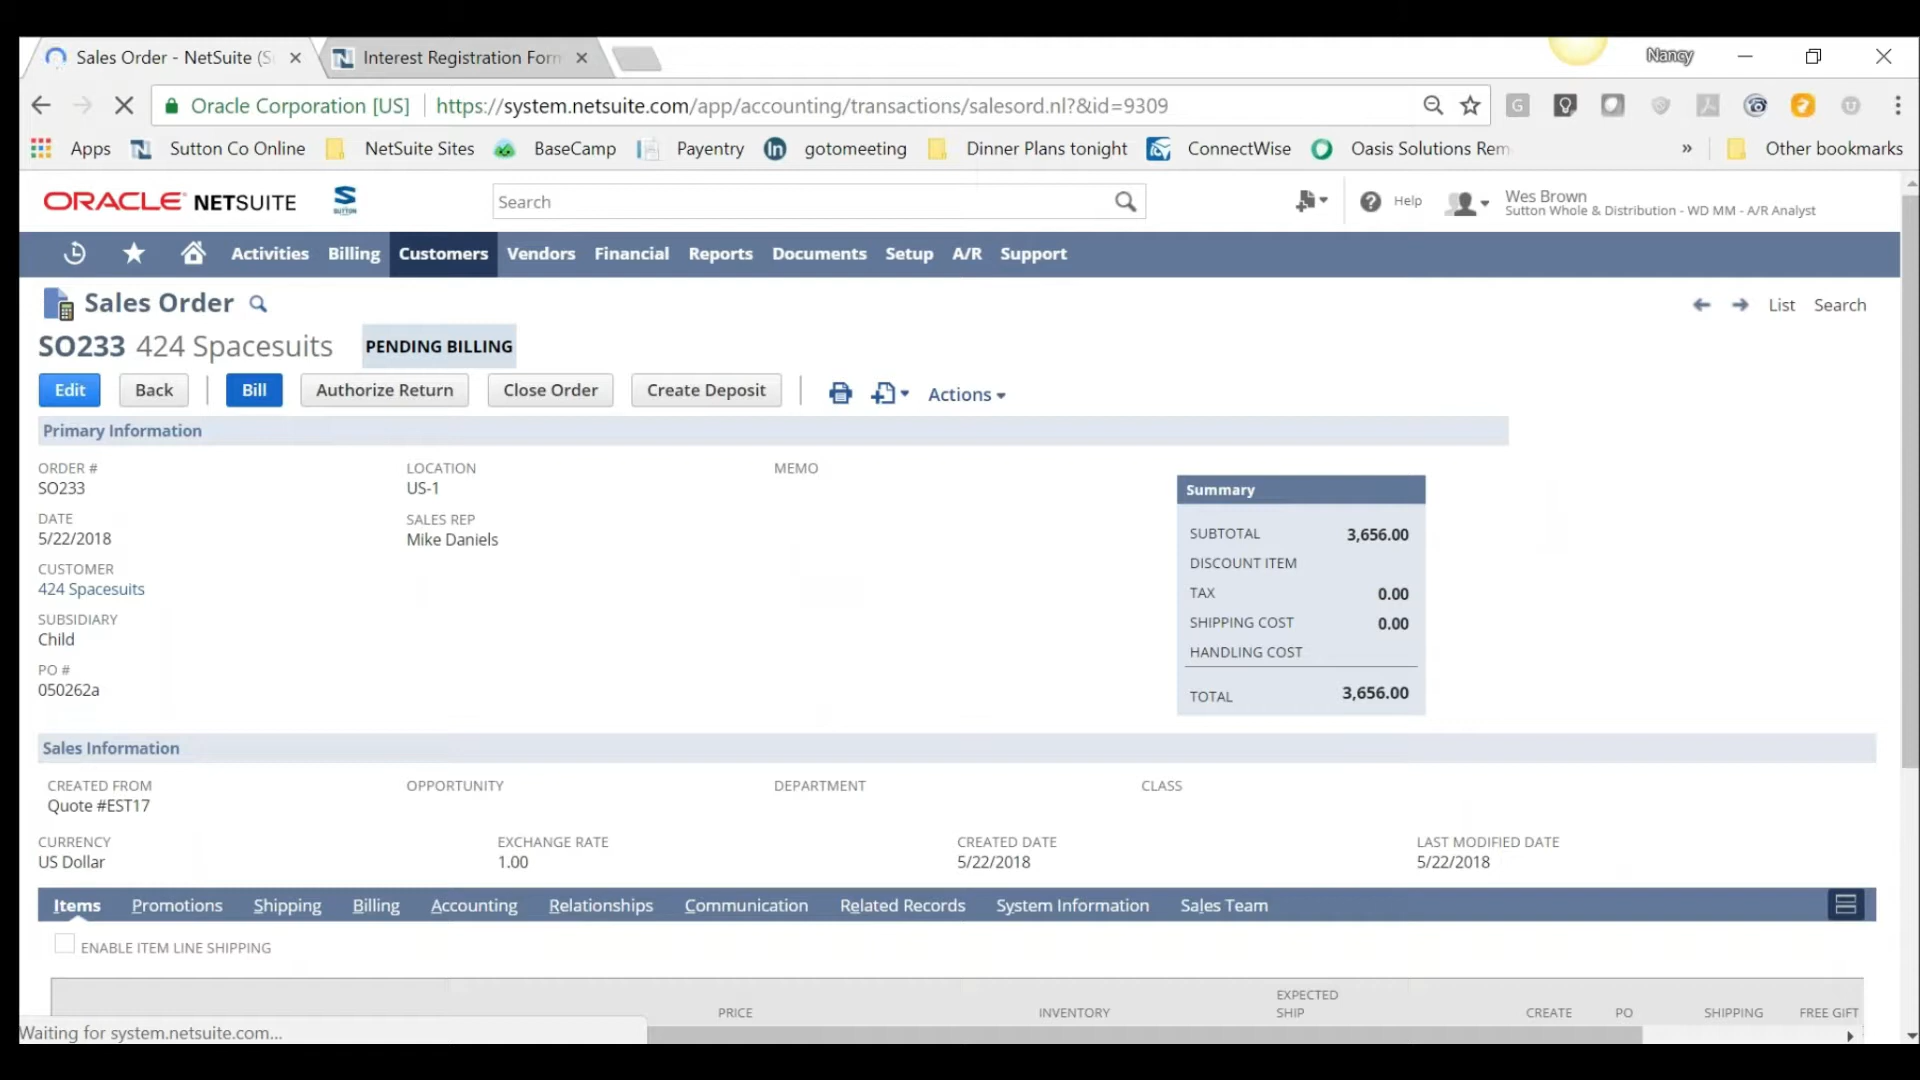 Sales Order - NetSuite (S
Interest Registration Form
Nancy
Oracle Corporation [US]
https://system.netsuite.com/app/accounting/transactions/salesord.nl?&id=9309
Apps
Sutton Co Online
NetSuite Sites
BaseCamp
Payentry
gotomeeting
Dinner Plans tonight
ConnectWise
Oasis Solutions Rem
»
Other bookmarks
ORACLE NETSUITE
SUTTON
Search
Help
Wes Brown
Sutton Whole & Distribution - WD MM - A/R Analyst
Activities Billing Customers Vendors Financial Reports Documents Setup A/R Support
Sales Order
List Search
SO233 424 Spacesuits PENDING BILLING
Edit Back Bill Authorize Return Close Order Create Deposit Actions
Primary Information
ORDER #
SO233
DATE
5/22/2018
CUSTOMER
424 Spacesuits
SUBSIDIARY
Child
PO #
050262a
LOCATION
US-1
SALES REP
Mike Daniels
MEMO
Summary
SUBTOTAL 3,656.00
DISCOUNT ITEM
TAX 0.00
SHIPPING COST 0.00
HANDLING COST
TOTAL 3,656.00
Sales Information
CREATED FROM
Quote #EST17
OPPORTUNITY
DEPARTMENT
CLASS
CURRENCY
US Dollar
EXCHANGE RATE
1.00
CREATED DATE
5/22/2018
LAST MODIFIED DATE
5/22/2018
Items Promotions Shipping Billing Accounting Relationships Communication Related Records System Information Sales Team
ENABLE ITEM LINE SHIPPING
PRICE
INVENTORY
EXPECTED
SHIP
CREATE
PO
SHIPPING
FREE GIFT
Waiting for system.netsuite.com...